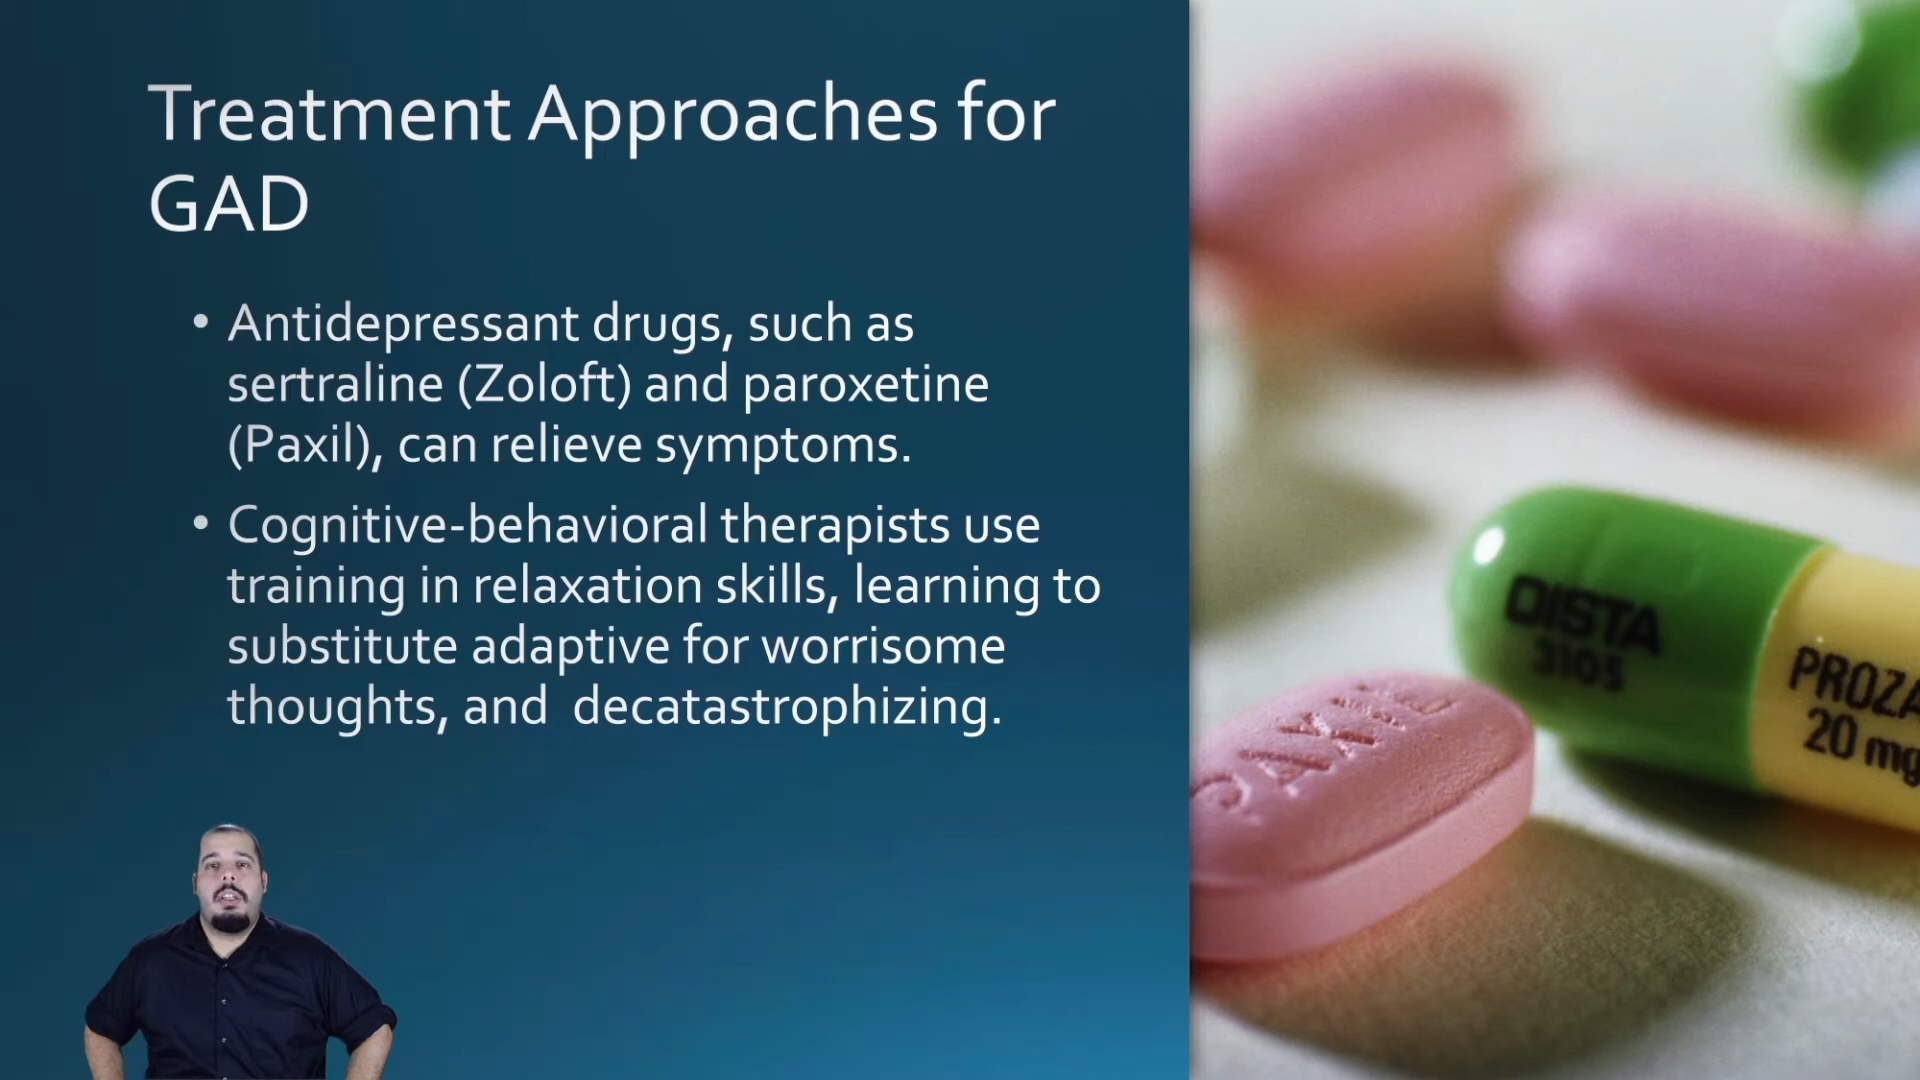 Treatment Approaches for
GAD
• Antidepressant drugs, such as
sertraline (Zoloft) and paroxetine
(Paxil), can relieve symptoms.
• Cognitive-behavioral therapists use
training in relaxation skills, learning to
substitute adaptive for worrisome
thoughts, and  decatastrophizing.
DISTA
3105
PROZA
20 mg
PAXIL